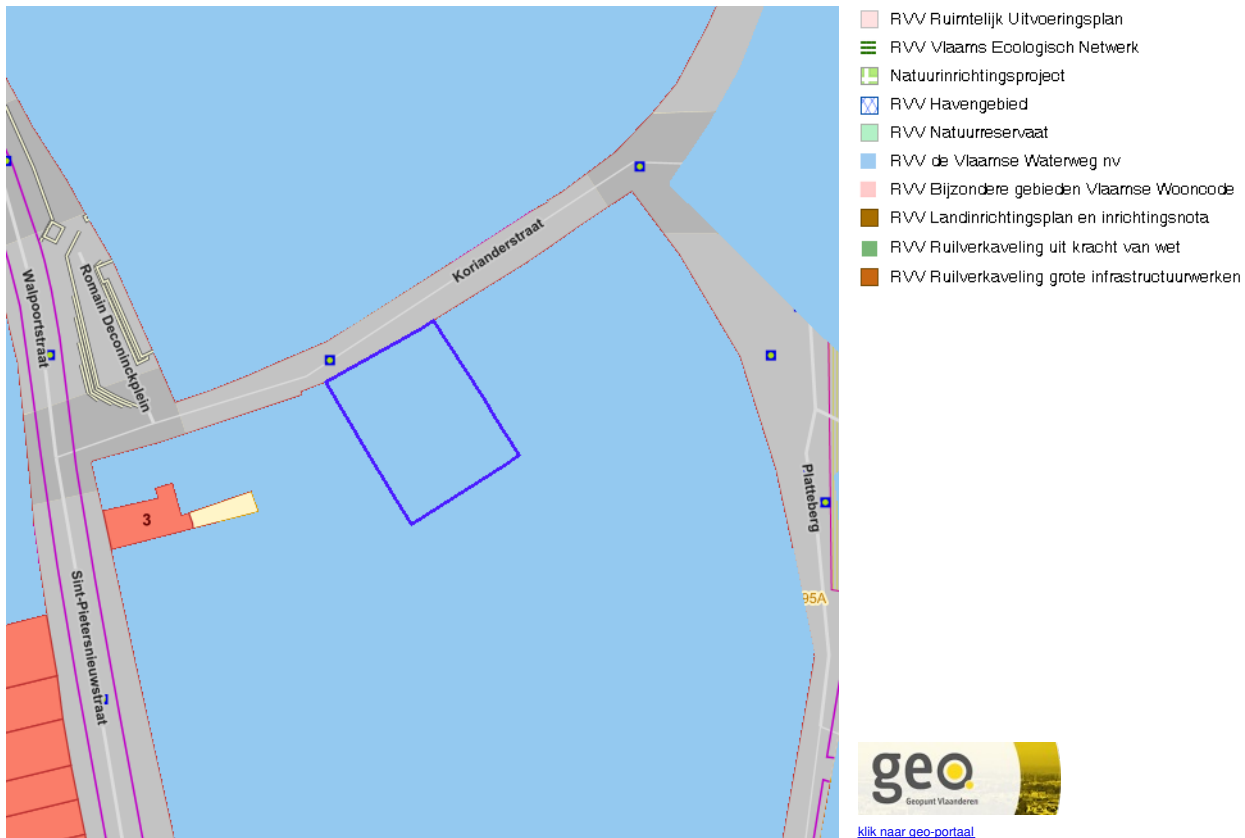 RVV Ruimtelijk Uitvoeringsplan
RVV Vlaams Ecologisch Netwerk
Natuurinrichtingsproject
RVV Havengebied
RVV Natuurreservaat
RVV de Vlaamse Waterweg nv
RVV Bijzondere gebieden Vlaamse Wooncode
RVV Landinrichtingsplan en inrichtingsnota
RVV Ruilverkaveling uit kracht van wet
RVV Ruilverkaveling grote infrastructuurwerken
Korianderstraat
Walpoortstraat
Romain Deconinckplein
Platteberg
3
95A
Sint-Pietersnieuwstraat
geo
Geopunt Vlaanderen
klik naar geo-portaal